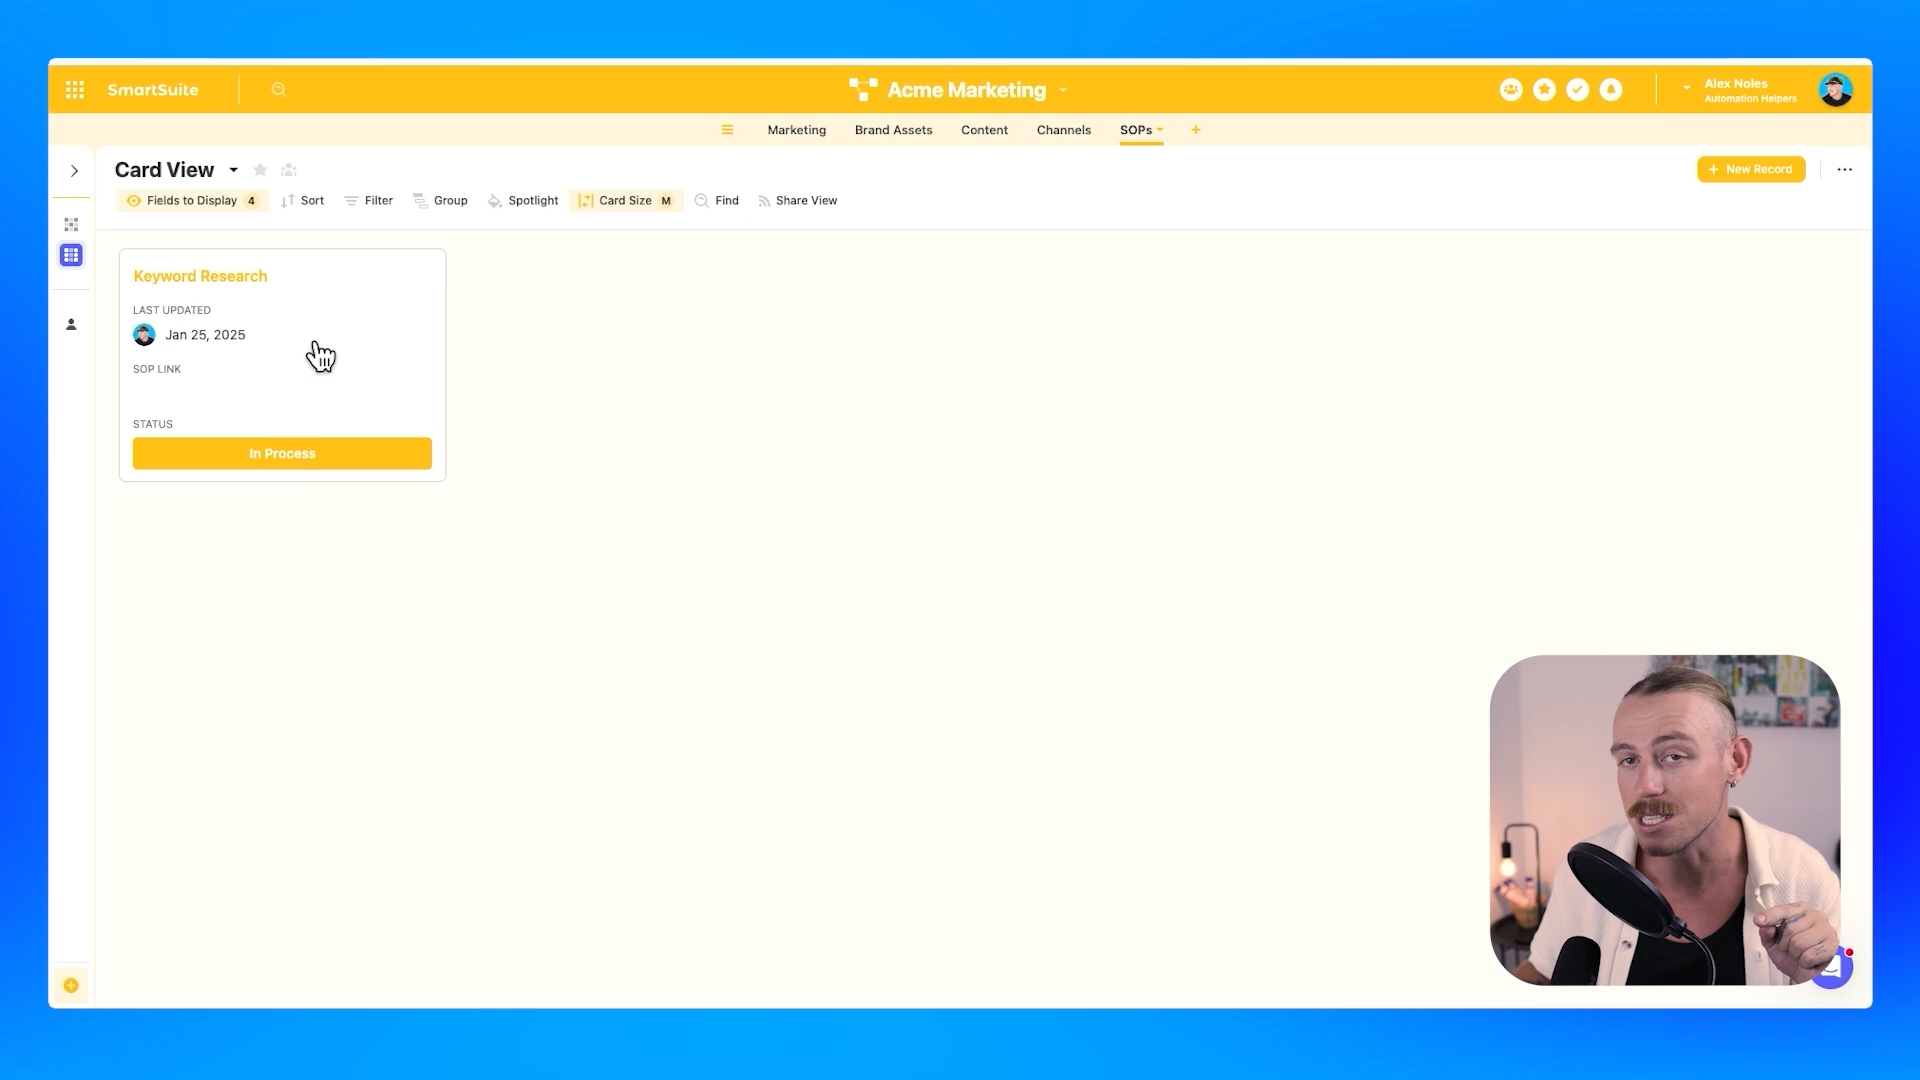 SmartSuite
Acme Marketing
Alex Noles
Automation Helpers
Marketing Brand Assets Content Channels SOPs
Card View
New Record
Fields to Display 4 Sort Filter Group Spotlight Card Size M Find Share View
Keyword Research
LAST UPDATED
Jan 25, 2025
SOP LINK
STATUS
In Process